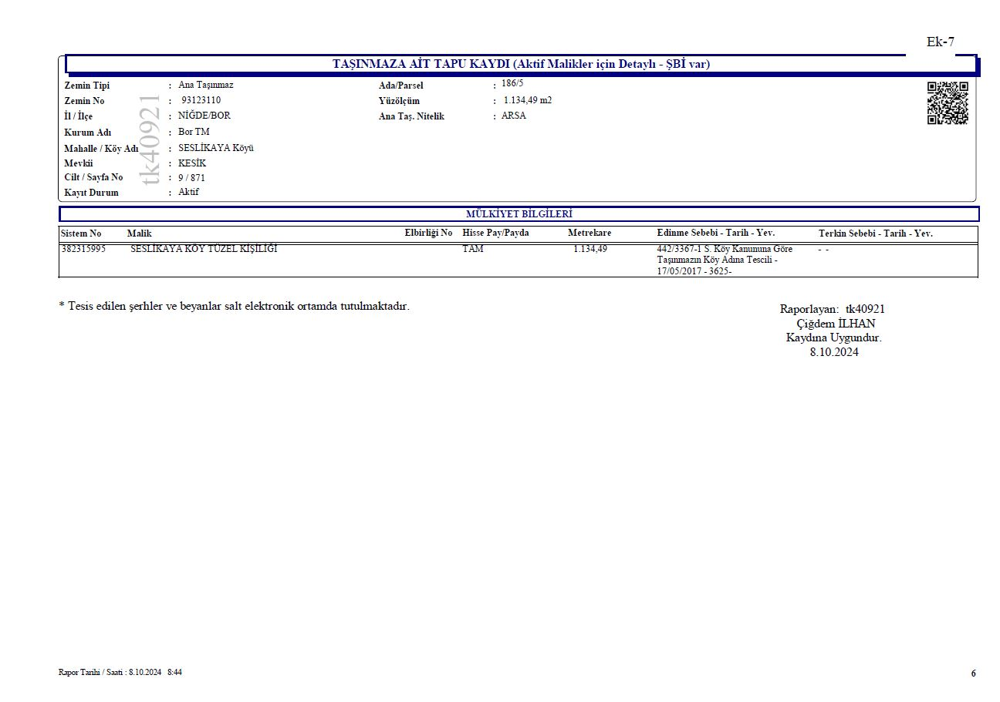 Ek-7
TAŞINMAZA AİT TAPU KAYDI (Aktif Malikler için Detaylı - ŞBİ var)
Zemin Tipi : Ana Taşınmaz Ada/Parsel : 186/5
Zemin No : 93123110 Yüzölçüm : 1.134,49 m2
İl / İlçe : NİĞDE/BOR Ana Taş. Nitelik : ARSA
Kurum Adı : Bor TM
Mahalle / Köy Adı : SESLİKAYA Köyü
Mevkii : KESİK
Cilt / Sayfa No : 9 / 871
Kayıt Durum : Aktif
tk40921
MÜLKİYET BİLGİLERİ
Sistem No Malik Elbirliği No Hisse Pay/Payda Metrekare Edinme Sebebi - Tarih - Yev. Terkin Sebebi - Tarih - Yev.
382315995 SESLİKAYA KÖY TÜZEL KİŞİLİĞİ TAM 1.134,49 442/3367-1 S. Köy Kanununa Göre - -
Taşınmazın Köy Adına Tescili -
17/05/2017 - 3625-
* Tesis edilen şerhler ve beyanlar salt elektronik ortamda tutulmaktadır.
Raporlayan: tk40921
Çiğdem İLHAN
Kaydına Uygundur.
8.10.2024
Rapor Tarihi / Saati : 8.10.2024 8:44
6